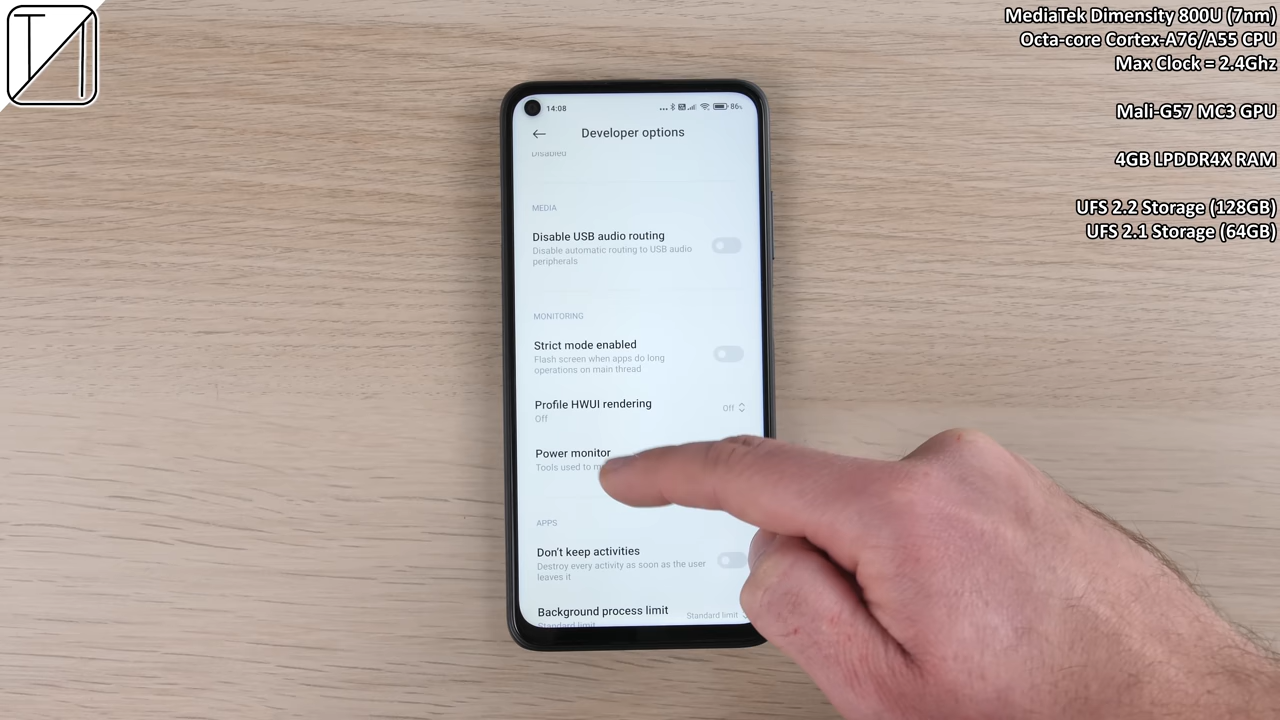 MediaTek Dimensity 800U (7nm)
Octa-core Cortex-A76/A55 CPU
Max Clock = 2.4Ghz
Mali-G57 MC3 GPU
4GB LPDDR4X RAM
UFS 2.2 Storage (128GB)
UFS 2.1 Storage (64GB)
14:08
86%
Developer options
Disabled
MEDIA
Disable USB audio routing
Disable automatic routing to USB audio
peripherals
MONITORING
Strict mode enabled
Flash screen when apps do long
operations on main thread
Profile HWUI rendering
Off
Off
Power monitor
Tools used to
APPS
Don't keep activities
Destroy every activity as soon as the user
leaves it
Background process limit
Standard limit
Standard limit